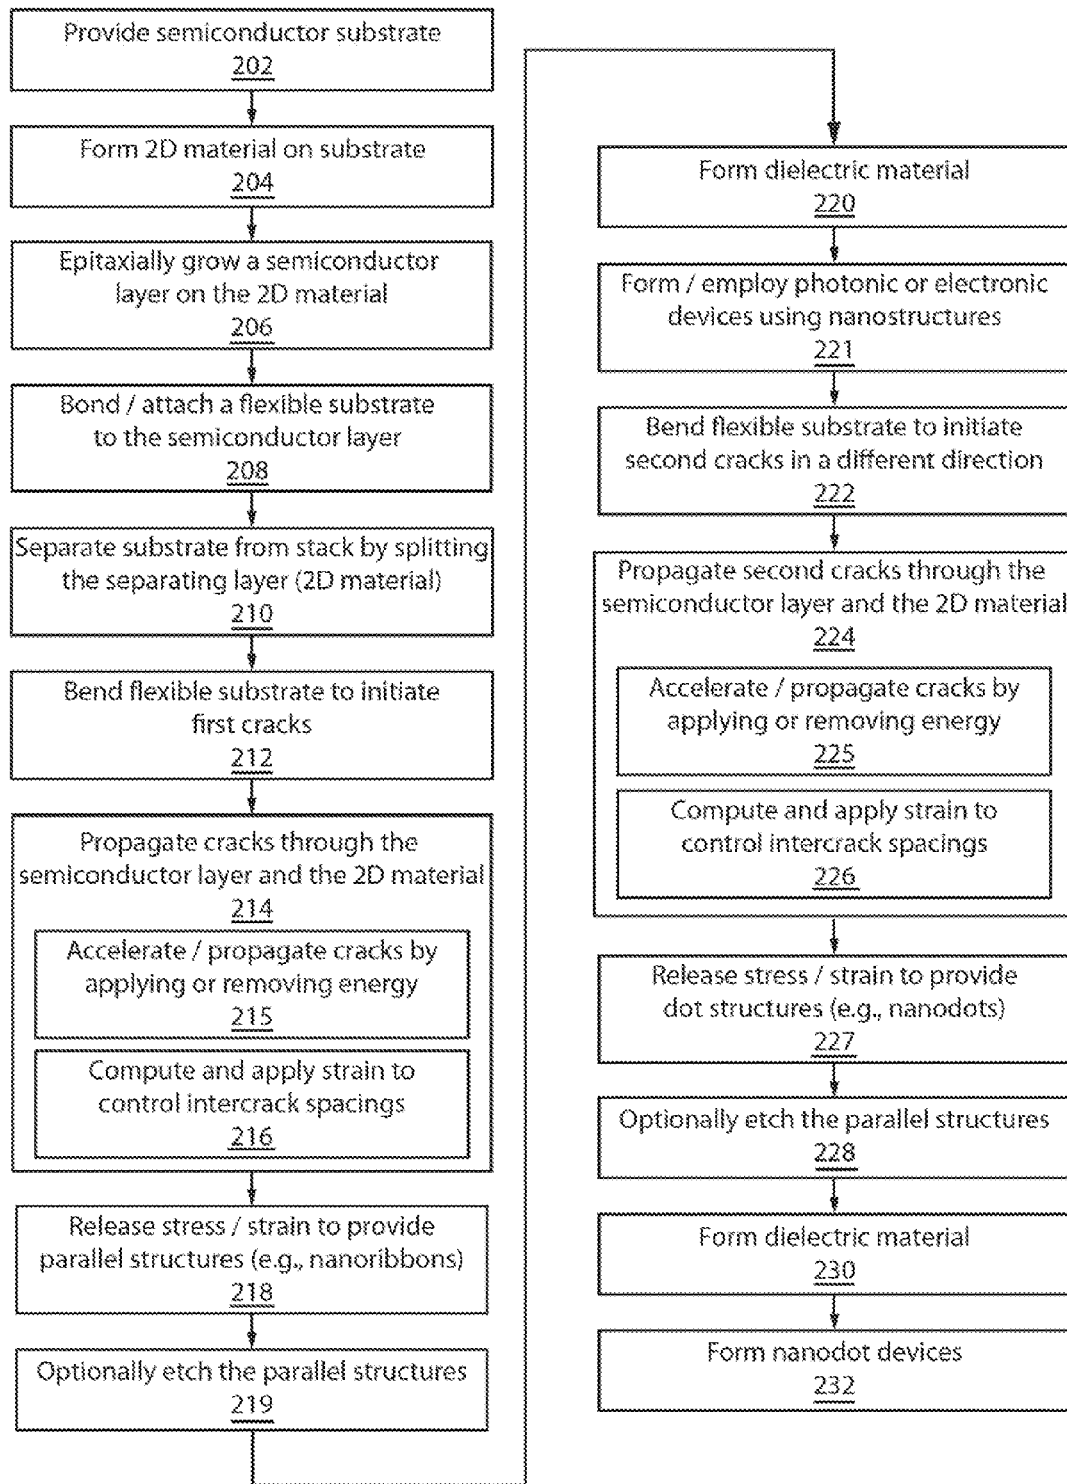 Provide semiconductor substrate
202
Form 2D material on substrate
204
Epitaxially grow a semiconductor
layer on the 2D material
206
Bond / attach a flexible substrate
to the semiconductor layer
208
Separate substrate from stack by splitting
the separating layer (2D material)
210
Bend flexible substrate to initiate
first cracks
212
Propagate cracks through the
semiconductor layer and the 2D material
214
Accelerate / propagate cracks by
applying or removing energy
215
Compute and apply strain to
control intercrack spacings
216
Release stress / strain to provide
parallel structures (e.g., nanoribbons)
218
Optionally etch the parallel structures
219
Form dielectric material
220
Form / employ photonic or electronic
devices using nanostructures
221
Bend flexible substrate to initiate
second cracks in a different direction
222
Propagate second cracks through the
semiconductor layer and the 2D material
224
Accelerate / propagate cracks by
applying or removing energy
225
Compute and apply strain to
control intercrack spacings
226
Release stress / strain to provide
dot structures (e.g., nanodots)
227
Optionally etch the parallel structures
228
Form dielectric material
230
Form nanodot devices
232